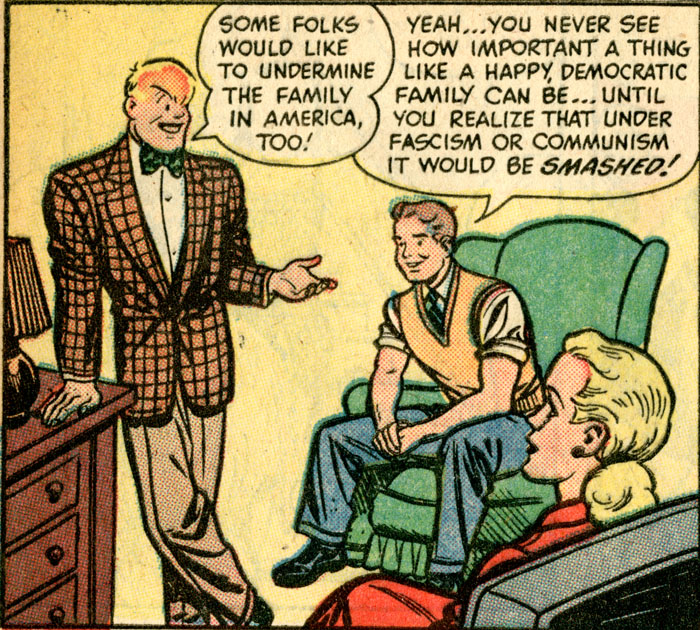 SOME FOLKS
WOULD LIKE
TO UNDERMINE
THE FAMILY
IN AMERICA,
TOO!
YEAH...YOU NEVER SEE
HOW IMPORTANT A THING
LIKE A HAPPY, DEMOCRATIC
FAMILY CAN BE...UNTIL
YOU REALIZE THAT UNDER
FASCISM OR COMMUNISM
IT WOULD BE SMASHED!